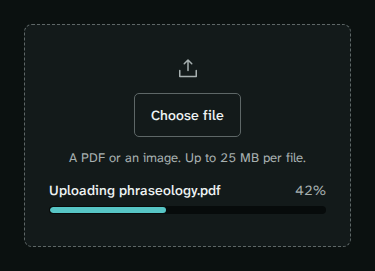 Choose file
A PDF or an image. Up to 25 MB per file.
Uploading phraseology.pdf 42%